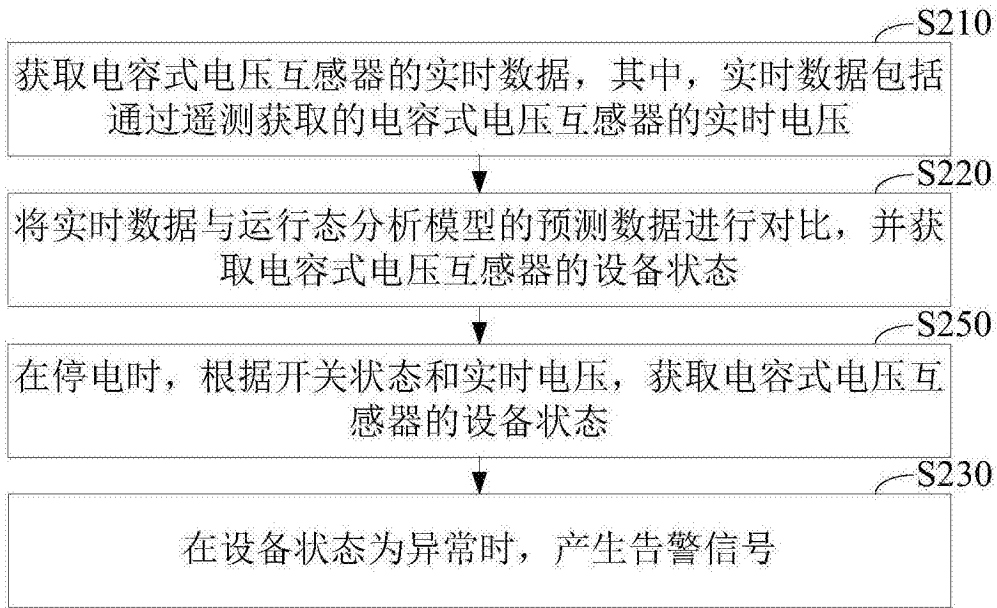 S210
获取电容式电压互感器的实时数据，其中，实时数据包括
通过遥测获取的电容式电压互感器的实时电压
S220
将实时数据与运行态分析模型的预测数据进行对比，并获
取电容式电压互感器的设备状态
S250
在停电时，根据开关状态和实时电压，获取电容式电压互
感器的设备状态
S230
在设备状态为异常时，产生告警信号